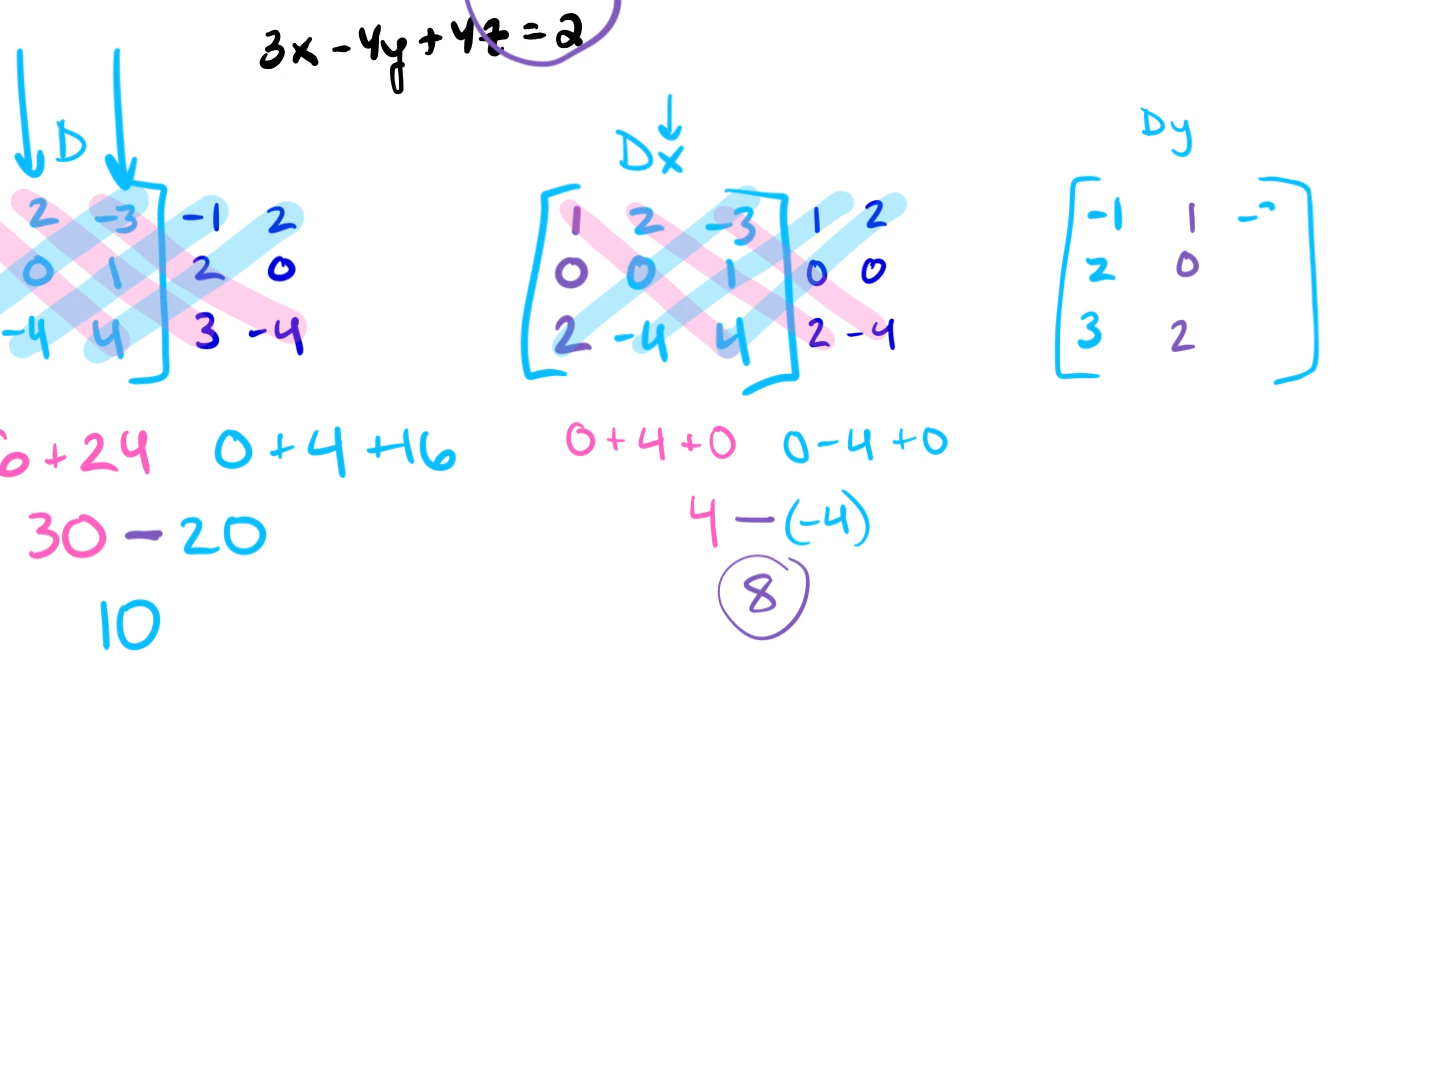 3x - 4y + 4z = 2
D
2 -3 -1 2
0 1 2 0
-4 4 3 -4
6 + 24 0 + 4 + 16
30 - 20
10
Dx
1 2 -3 1 2
0 0 1 0 0
2 -4 4 2 -4
0 + 4 + 0 0 - 4 + 0
4 - (-4)
8
Dy
-1 1 -
2 0
3 2